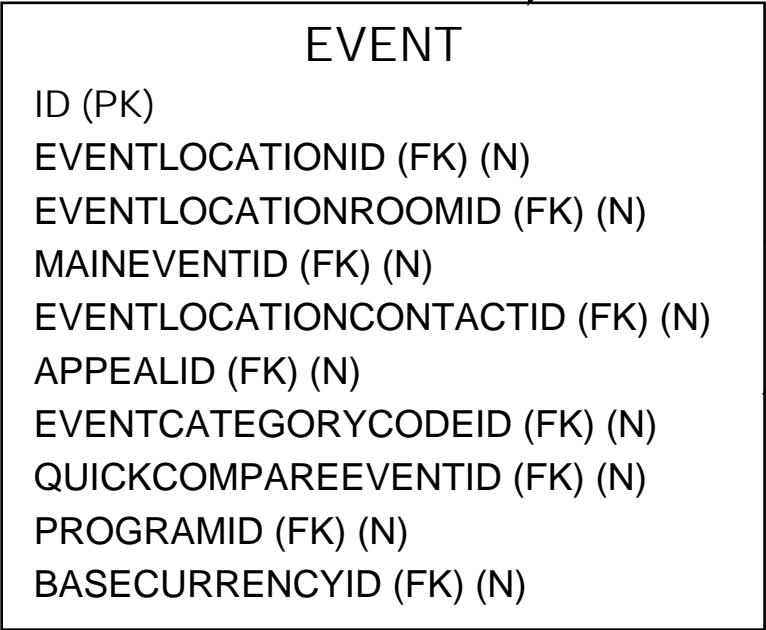 EVENT
ID (PK)
EVENTLOCATIONID (FK) (N)
EVENTLOCATIONROOMID (FK) (N)
MAINEVENTID (FK) (N)
EVENTLOCATIONCONTACTID (FK) (N)
APPEALID (FK) (N)
EVENTCATEGORYCODEID (FK) (N)
QUICKCOMPAREEVENTID (FK) (N)
PROGRAMID (FK) (N)
BASECURRENCYID (FK) (N)